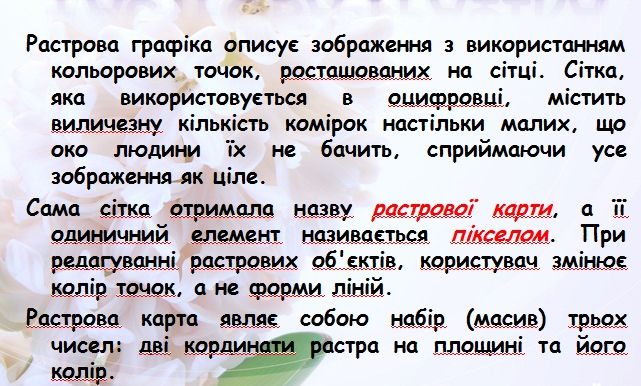 Растрова графіка описує зображення з використанням
кольорових точок, росташованих на сітці. Сітка,
яка використовується в оцифровці, містить
виличезну кількість комірок настільки малих, що
око людини їх не бачить, сприймаючи усе
зображення як ціле.
Сама сітка отримала назву растрової карти, а її
одиничний елемент називається пікселом. При
редагуванні растрових об'єктів, користувач змінює
колір точок, а не форми ліній.
Растрова карта являє собою набір (масив) трьох
чисел: дві кординати растра на площині та його
колір.